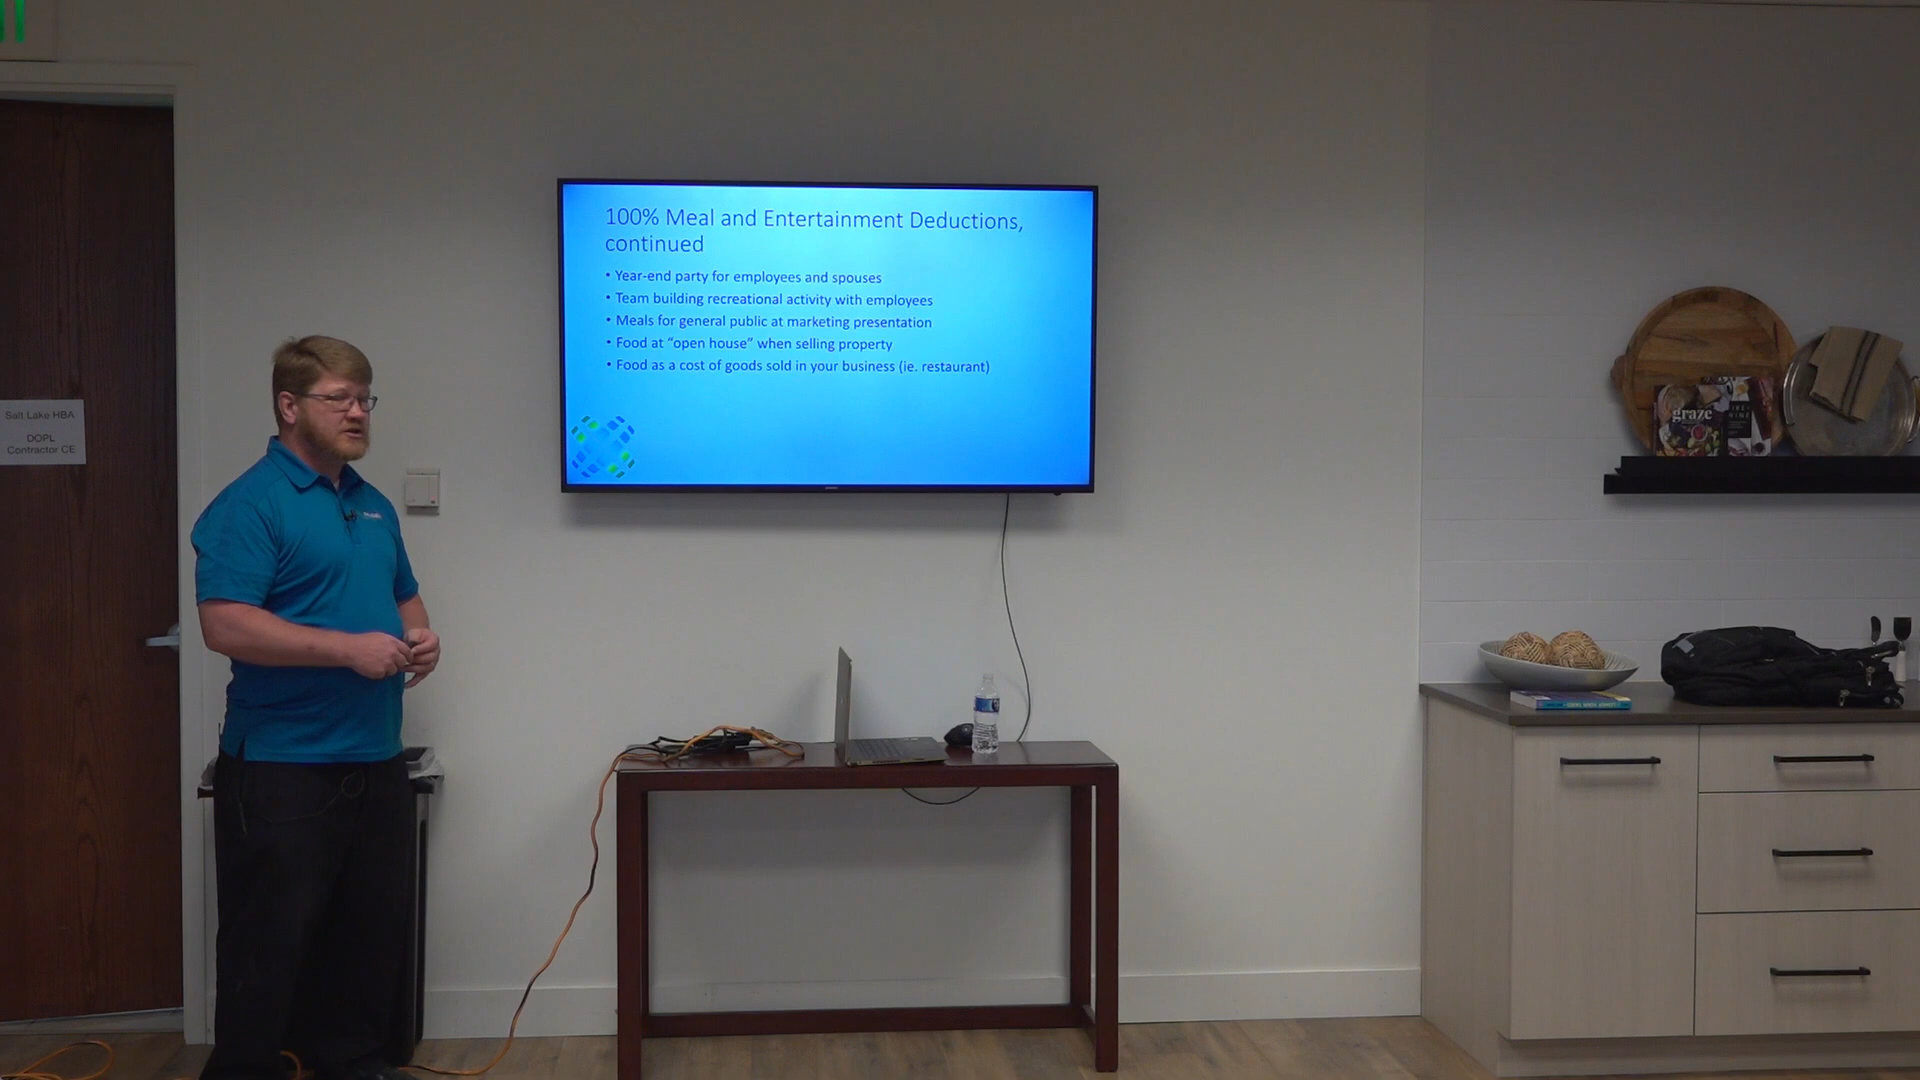 100% Meal and Entertainment Deductions,
continued
• Year-end party for employees and spouses
• Team building recreational activity with employees
• Meals for general public at marketing presentation
• Food at “open house” when selling property
• Food as a cost of goods sold in your business (ie. restaurant)
Salt Lake HBA
DOPL
Contractor CE
graze